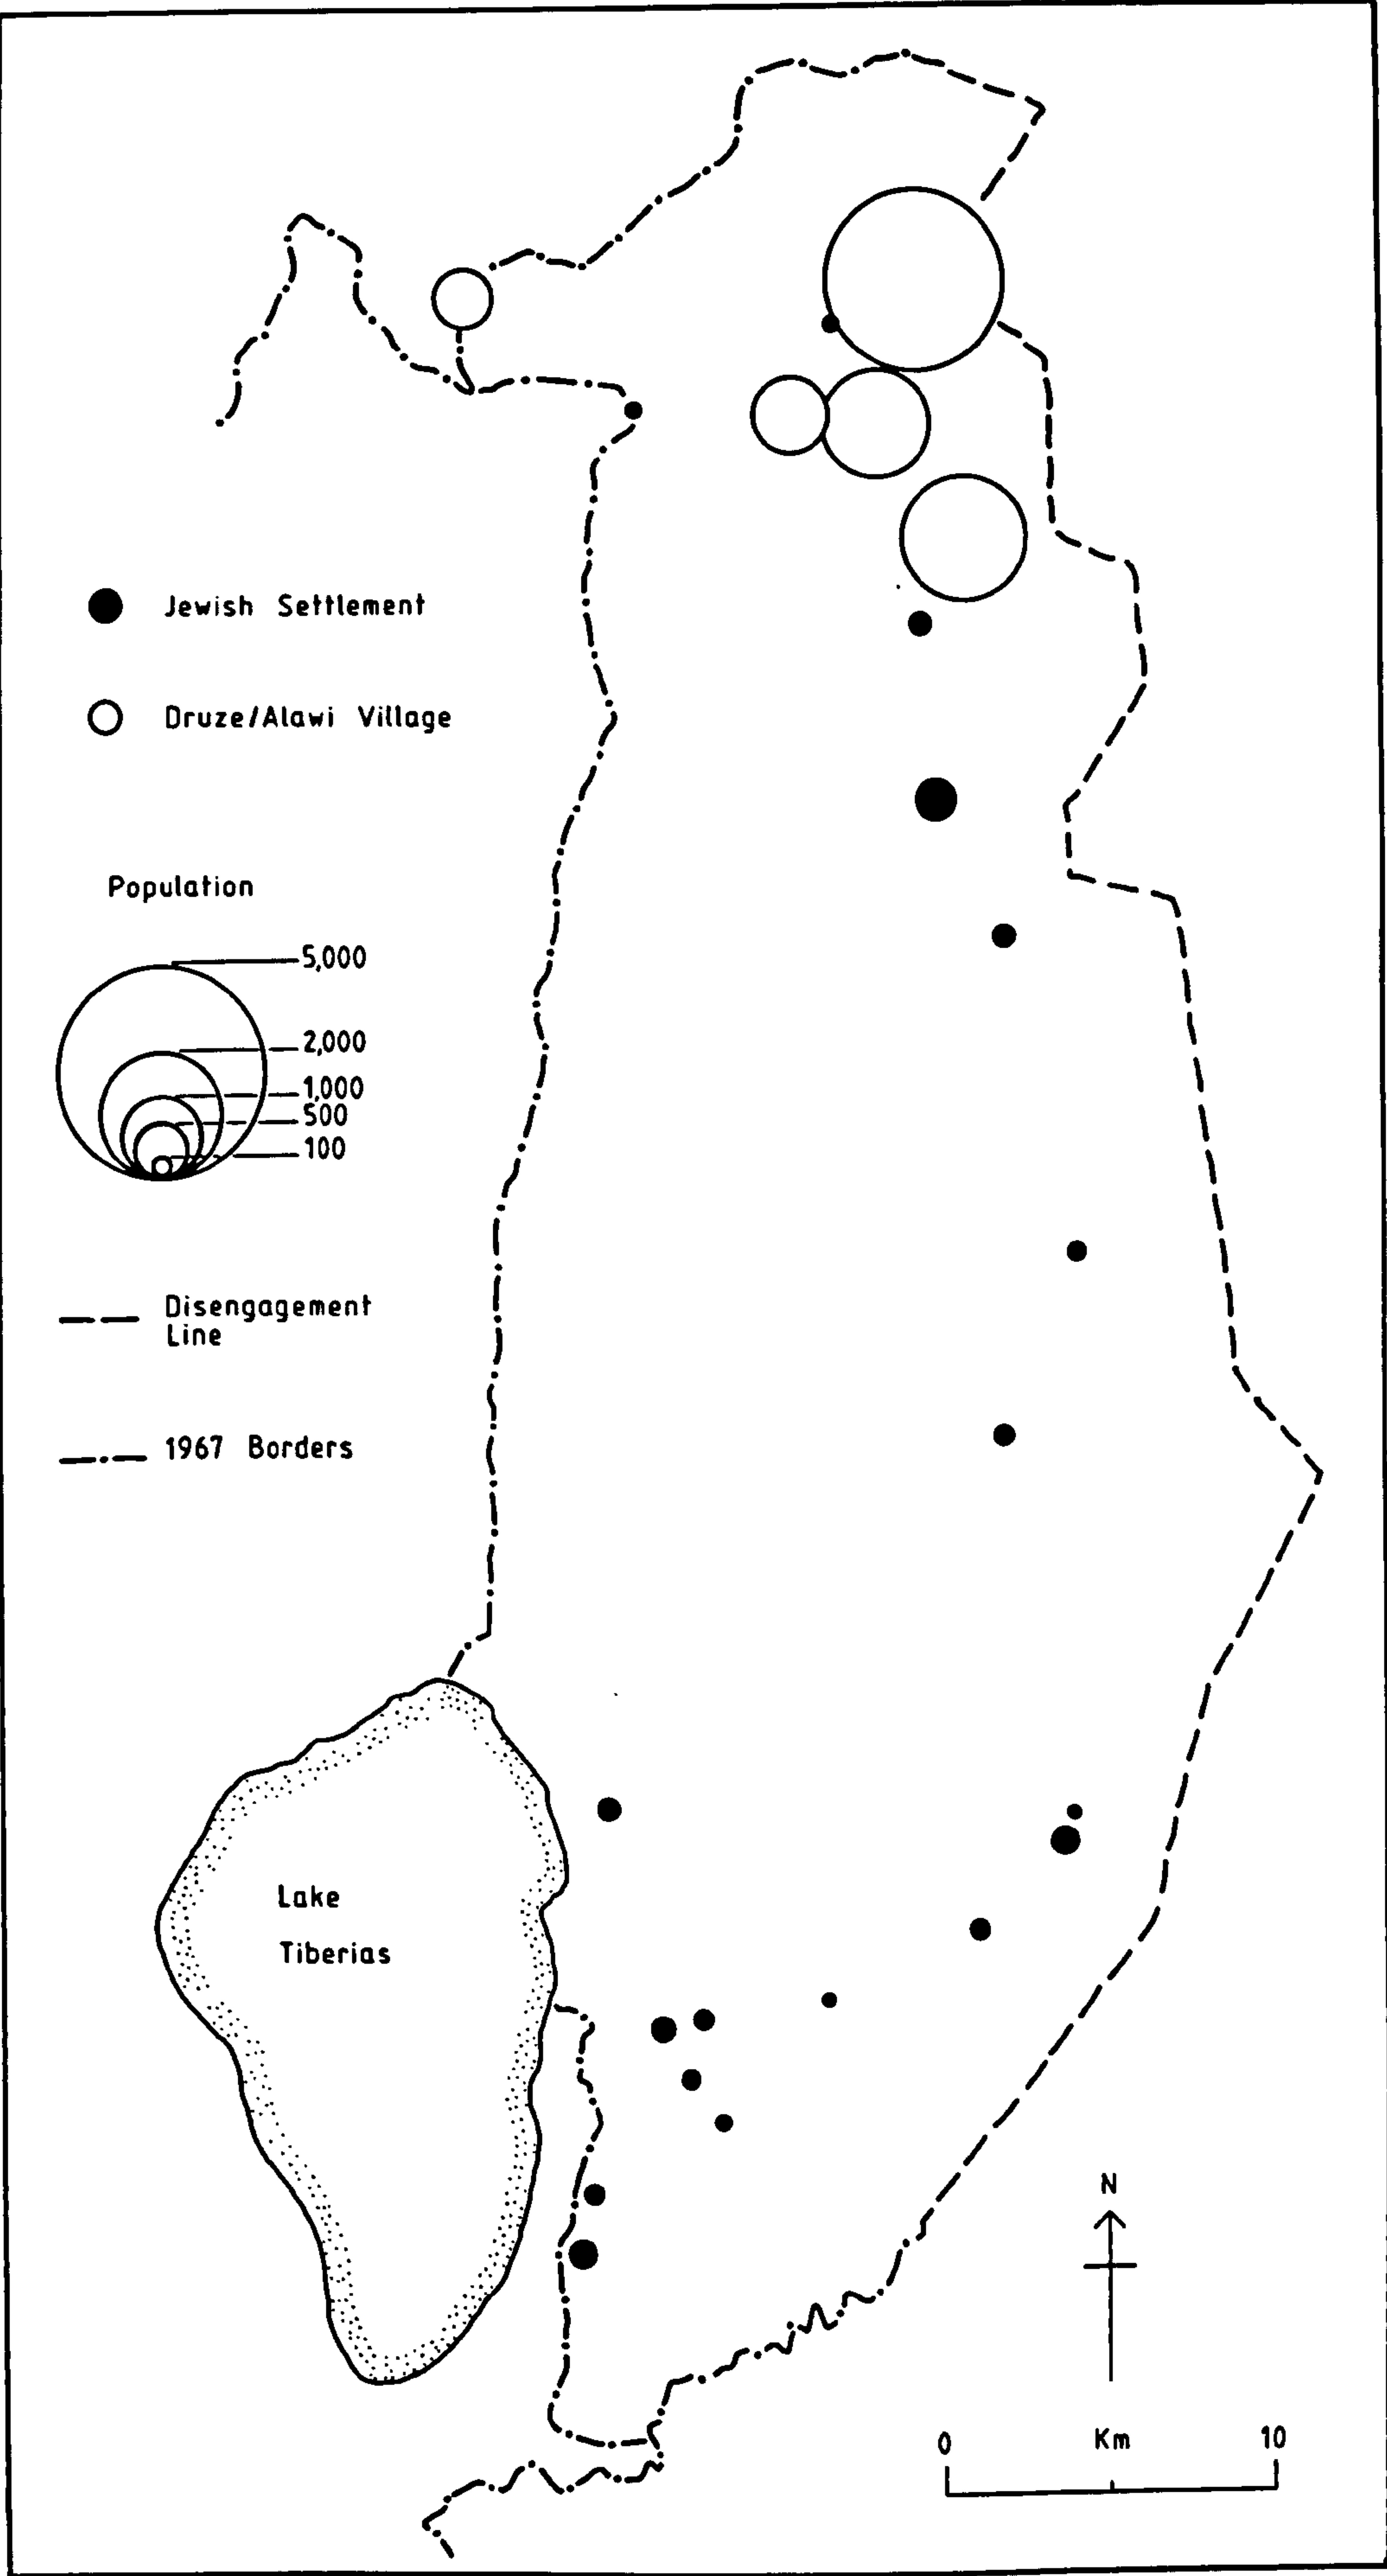 Jewish Settlement
Druze/Alawi Village
Population
5,000
2,000
1,000
500
100
Disengagement
Line
1967 Borders
Lake
Tiberias
N
0 Km 10